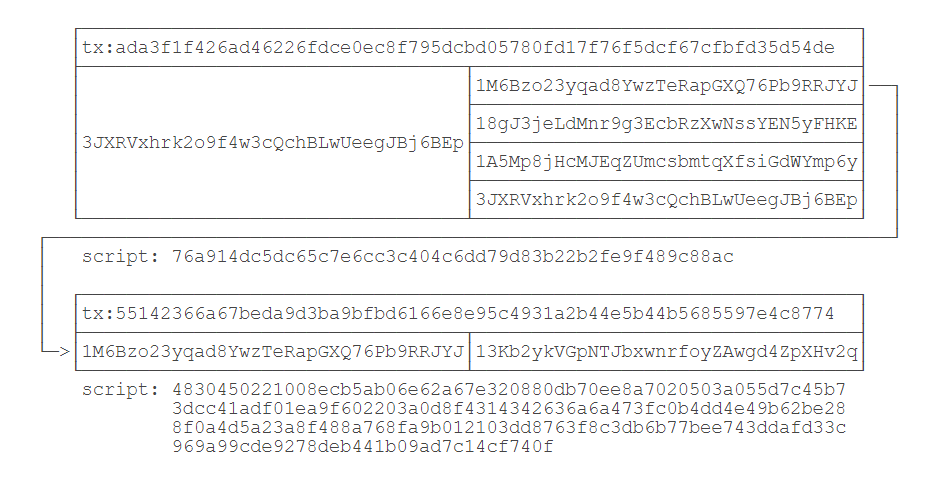 tx:ada3f1f426ad46226fdce0ec8f795dcbd05780fd17f76f5dcf67cfbfd35d54de
1M6Bzo23yqad8YwzTeRapGXQ76Pb9RRJYJ
18gJ3jeLdMnr9g3EcbRzXwNssYEN5yFHKE
3JXRVxhrk2o9f4w3cQchBLwUeegJBj6BEp
1A5Mp8jHcMJEqZUmcsbmtqXfsiGdWYmp6y
3JXRVxhrk2o9f4w3cQchBLwUeegJBj6BEp
script: 76a914dc5dc65c7e6cc3c404c6dd79d83b22b2fe9f489c88ac
tx:55142366a67beda9d3ba9bfbd6166e8e95c4931a2b44e5b44b5685597e4c8774
1M6Bzo23yqad8YwzTeRapGXQ76Pb9RRJYJ 13Kb2ykVGpNTJbxwnrfoyZAwgd4ZpXHv2q
script: 4830450221008ecb5ab06e62a67e320880db70ee8a7020503a055d7c45b7
3dcc41adf01ea9f602203a0d8f4314342636a6a473fc0b4dd4e49b62be28
8f0a4d5a23a8f488a768fa9b012103dd8763f8c3db6b77bee743ddafd33c
969a99cde9278deb441b09ad7c14cf740f